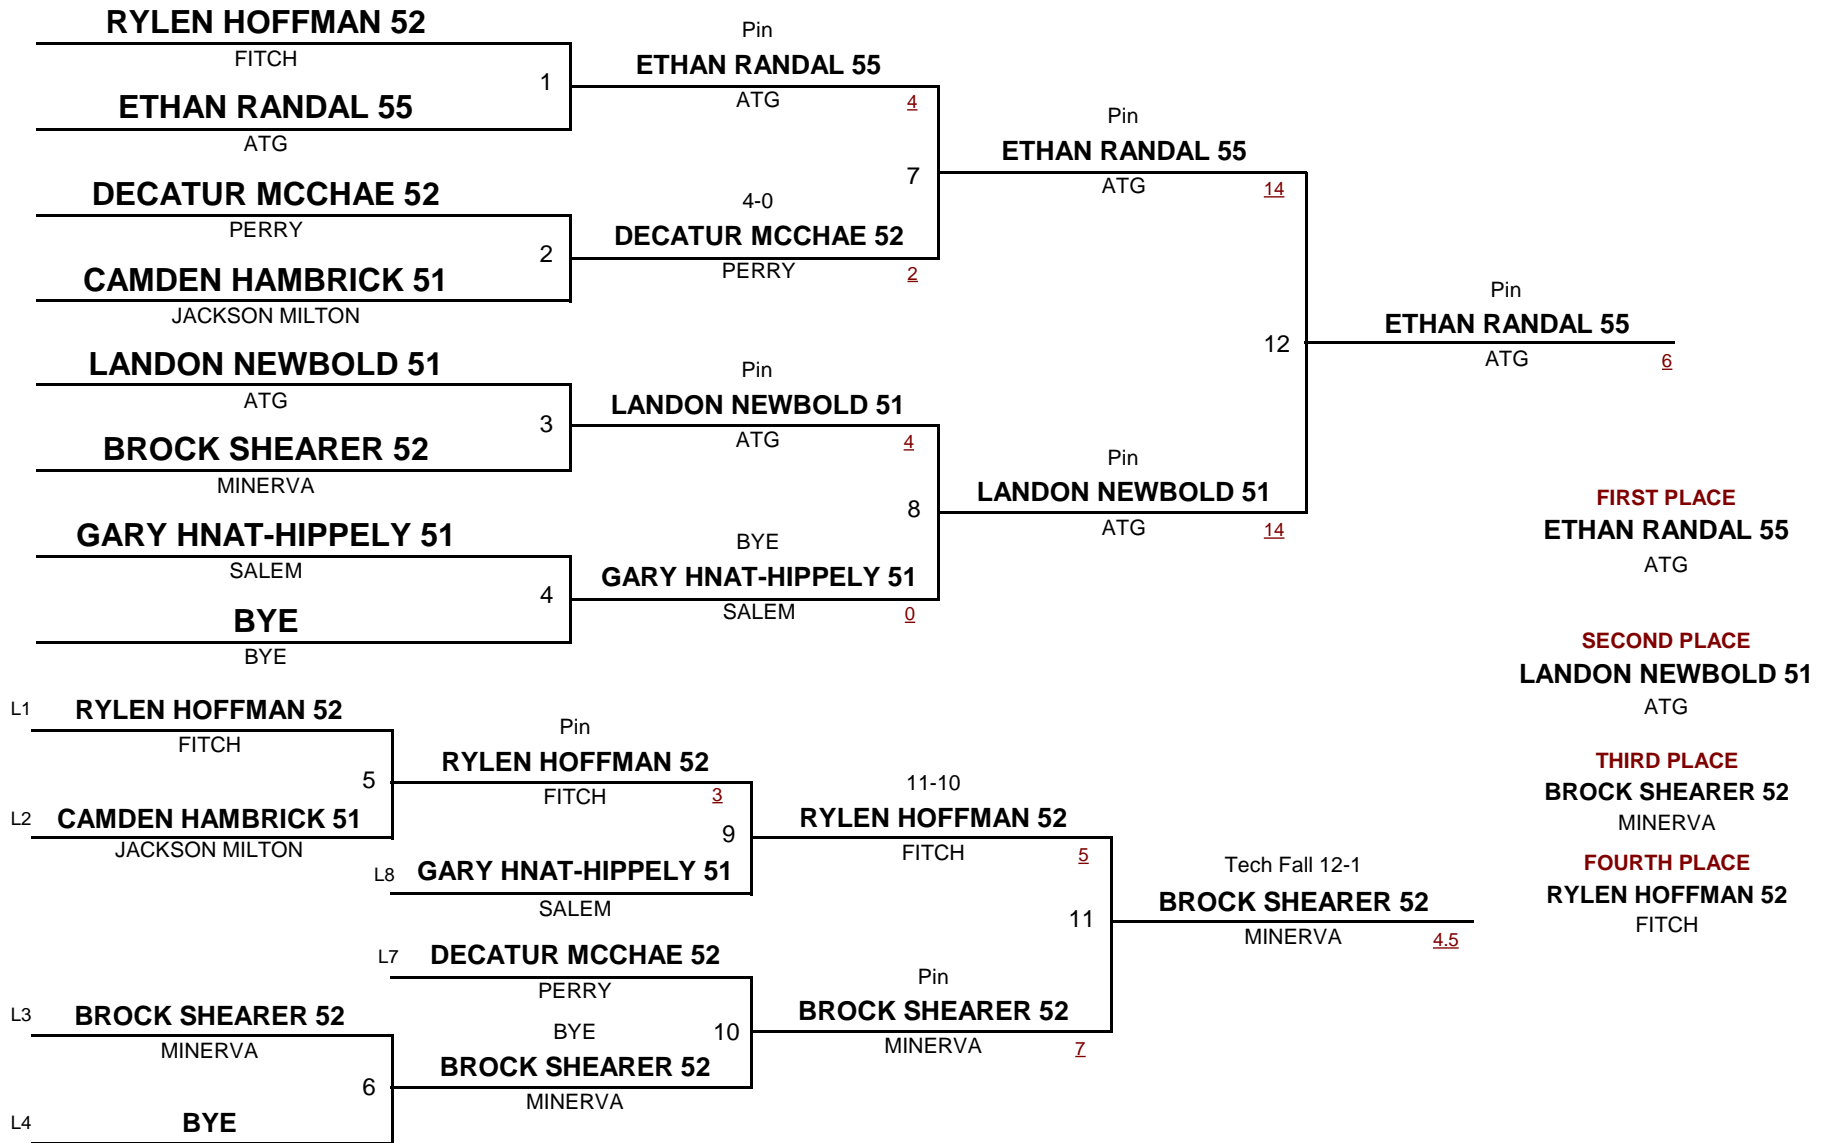 RYLEN HOFFMAN 52
FITCH
1
ETHAN RANDAL 55
ATG
DECATUR MCCHAE 52
PERRY
2
CAMDEN HAMBRICK 51
JACKSON MILTON
LANDON NEWBOLD 51
ATG
3
BROCK SHEARER 52
MINERVA
GARY HNAT-HIPPELY 51
SALEM
4
BYE
BYE
Pin
ETHAN RANDAL 55
ATG 4
7
4-0
DECATUR MCCHAE 52
PERRY 2
Pin
LANDON NEWBOLD 51
ATG 4
8
BYE
GARY HNAT-HIPPELY 51
SALEM 0
Pin
ETHAN RANDAL 55
ATG 14
12
Pin
LANDON NEWBOLD 51
ATG 14
Pin
ETHAN RANDAL 55
ATG 6
FIRST PLACE
ETHAN RANDAL 55
ATG
SECOND PLACE
LANDON NEWBOLD 51
ATG
THIRD PLACE
BROCK SHEARER 52
MINERVA
FOURTH PLACE
RYLEN HOFFMAN 52
FITCH
L1 RYLEN HOFFMAN 52
FITCH
5
L2 CAMDEN HAMBRICK 51
JACKSON MILTON
L3 BROCK SHEARER 52
MINERVA
6
L4 BYE
Pin
RYLEN HOFFMAN 52
FITCH 3
9
L8 GARY HNAT-HIPPELY 51
SALEM
L7 DECATUR MCCHAE 52
PERRY
BYE 10
BROCK SHEARER 52
MINERVA
11-10
RYLEN HOFFMAN 52
FITCH 5
11
Pin
BROCK SHEARER 52
MINERVA 7
Tech Fall 12-1
BROCK SHEARER 52
MINERVA 4.5